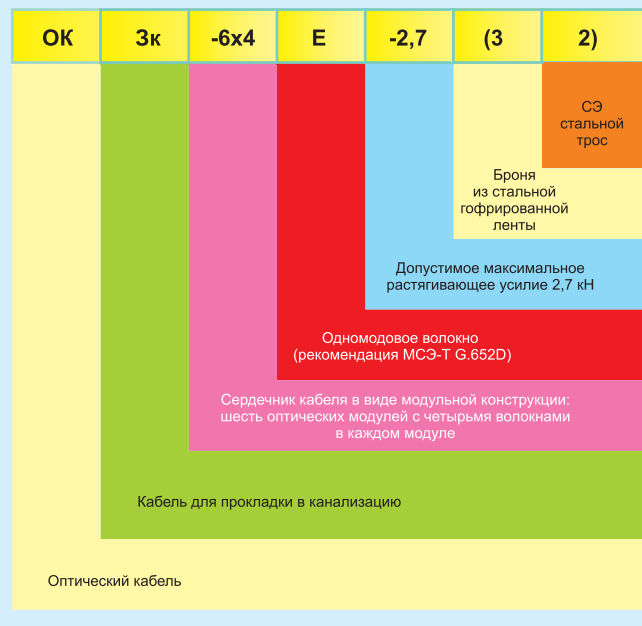 ОК Зк -6х4 Е -2,7 (3 2)
СЭ
стальной
трос
Броня
из стальной
гофрированной
ленты
Допустимое максимальное
растягивающее усилие 2,7 кН
Одномодовое волокно
(рекомендация МСЭ-Т G.652D)
Сердечник кабеля в виде модульной конструкции:
шесть оптических модулей с четырьмя волокнами
в каждом модуле
Кабель для прокладки в канализацию
Оптический кабель